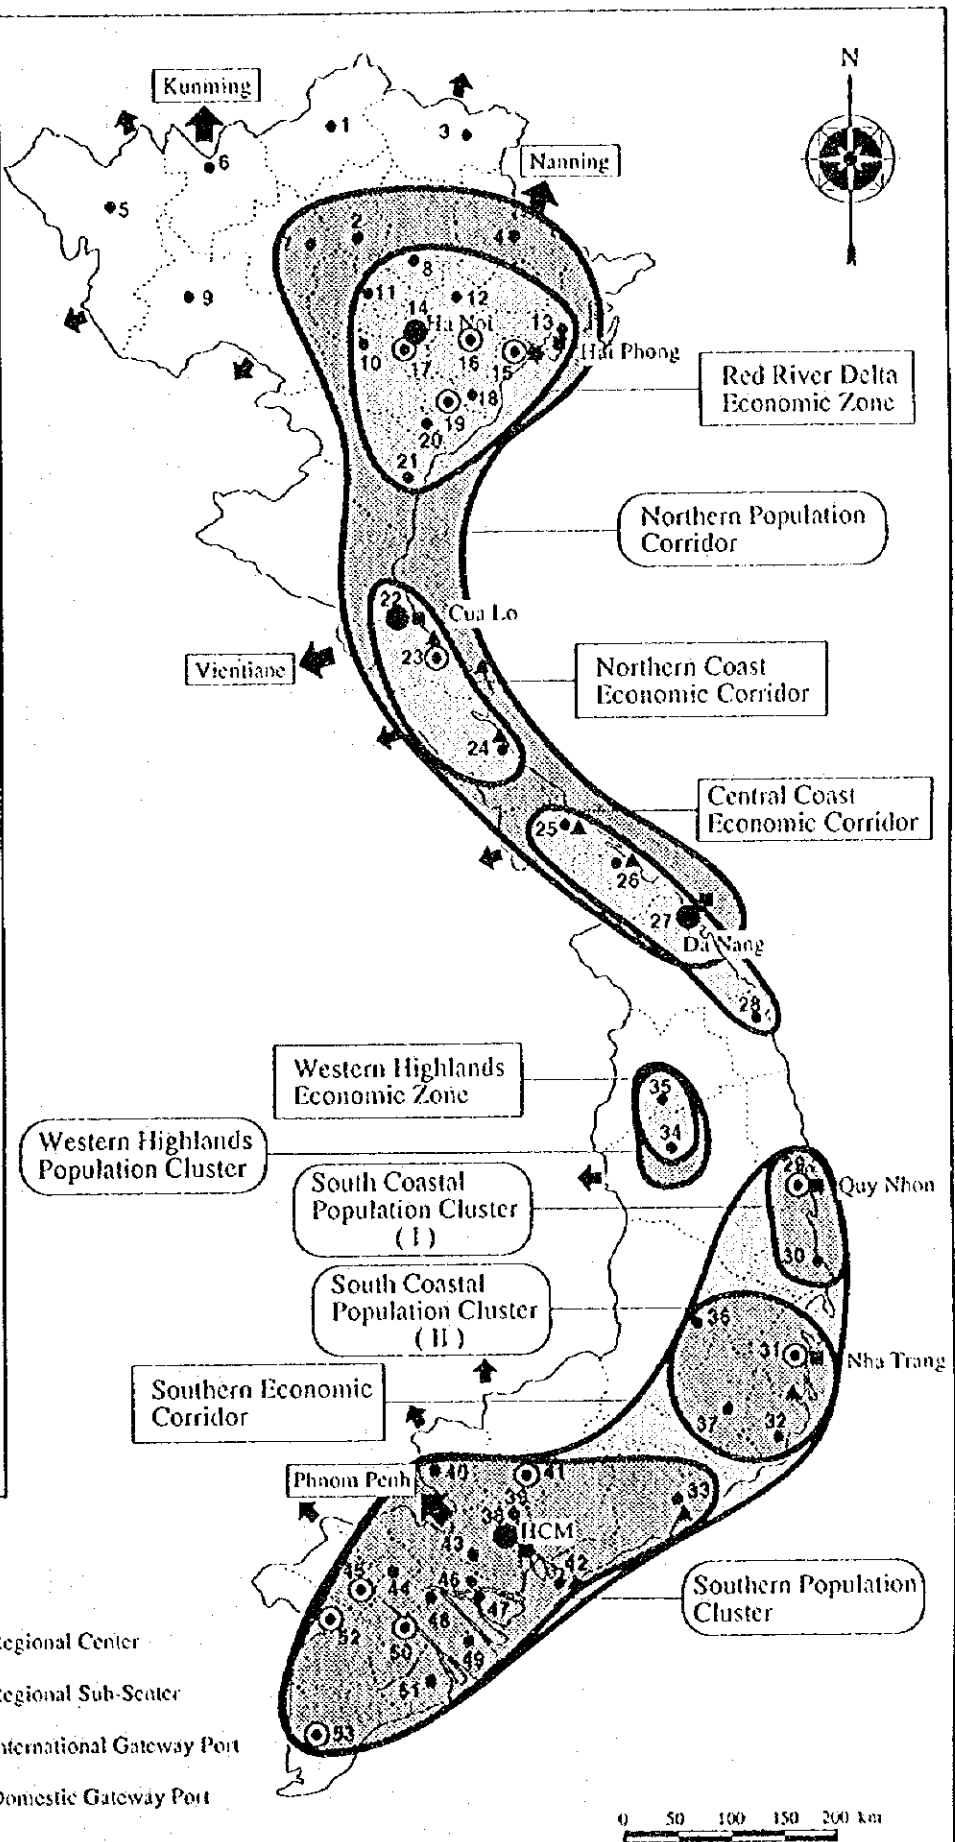 N
Kunming
1
3
6
Nanning
5
2
7
4
8
9
11
12
14
Ha Noi
13
10
17
16
15
Hai Phong
Red River Delta
Economic Zone
18
19
20
21
Northern Population
Corridor
22
Cua Lo
23
Vientiane
Northern Coast
Economic Corridor
24
Central Coast
Economic Corridor
25
26
27
Da Nang
28
Western Highlands
Economic Zone
35
34
Western Highlands
Population Cluster
South Coastal
Population Cluster
( I )
29
Quy Nhon
30
South Coastal
Population Cluster
( II )
36
31
Nha Trang
Southern Economic
Corridor
37
32
Phnom Penh
40
41
33
39
38
HCM
43
42
45
44
46
47
48
Southern Population
Cluster
52
50
49
51
53
Regional Center
Regional Sub-Senter
International Gateway Port
Domestic Gateway Port
0 50 100 150 200 km